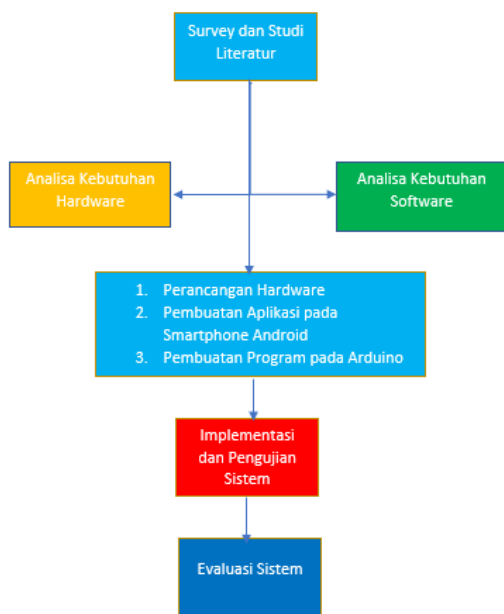 Survey dan Studi
Literatur
Analisa Kebutuhan
Hardware
Analisa Kebutuhan
Software
1. Perancangan Hardware
2. Pembuatan Aplikasi pada
Smartphone Android
3. Pembuatan Program pada Arduino
Implementasi
dan Pengujian
Sistem
Evaluasi Sistem